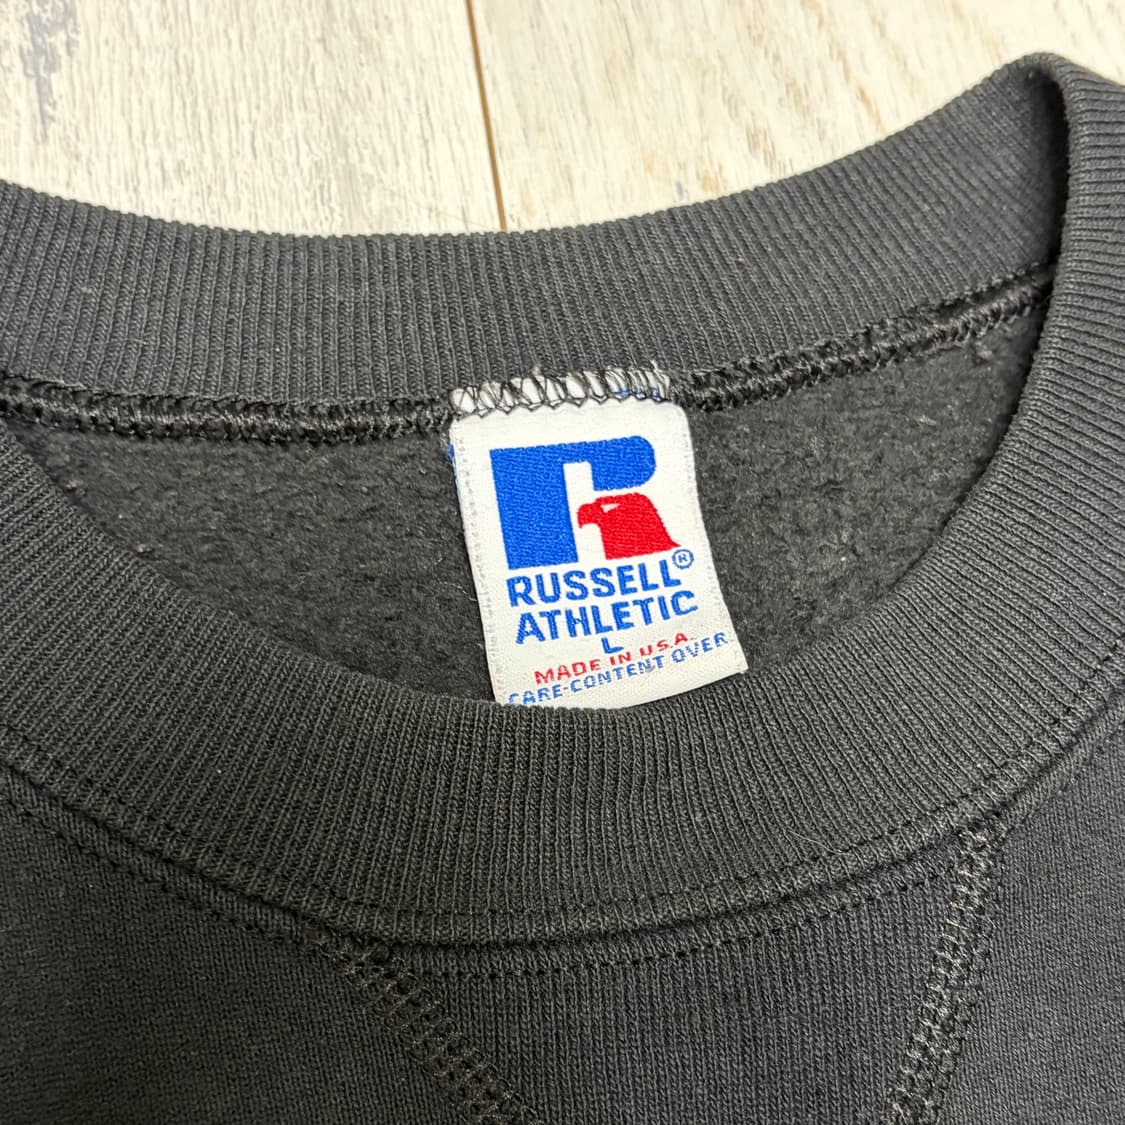 R
RUSSELL®
ATHLETIC
L
MADE IN U.S.A.
CARE-CONTENT OVER